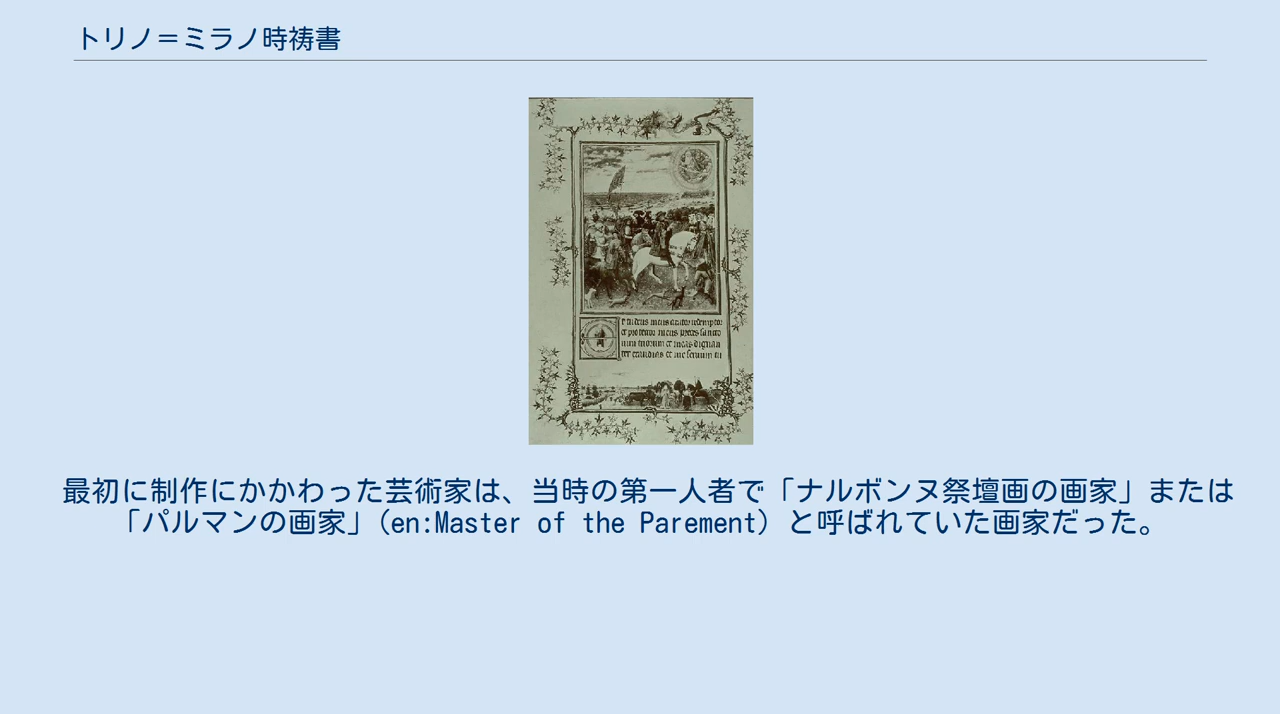 トリノ＝ミラノ時祷書
最初に制作にかかわった芸術家は、当時の第一人者で「ナルボンヌ祭壇画の画家」または
「パルマンの画家」（en:Master of the Parement）と呼ばれていた画家だった。